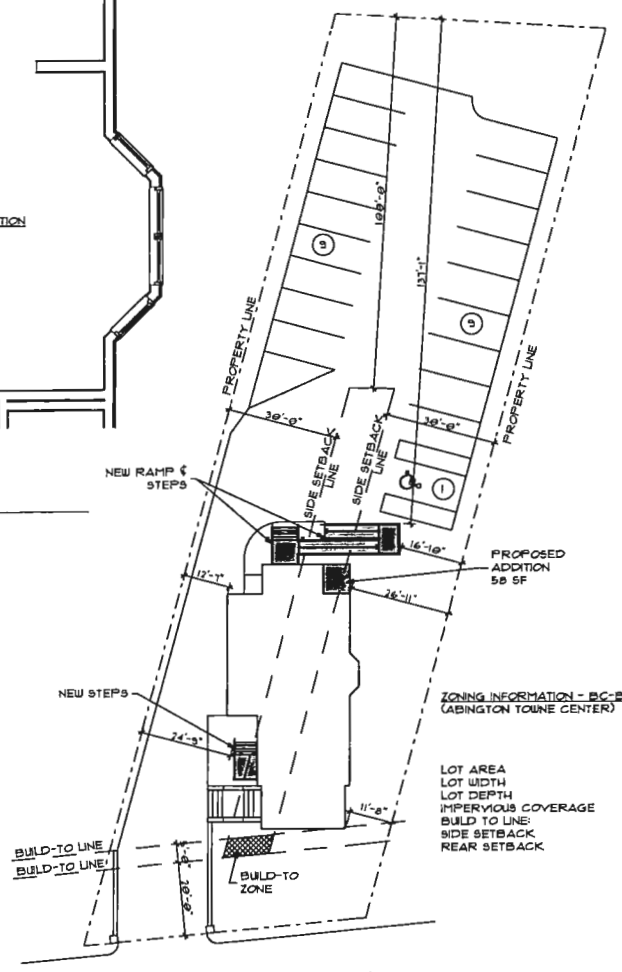 TION
100'-0"
137'-1"
9
9
PROPERTY LINE
PROPERTY LINE
30'-0"
30'-0"
SIDE SETBACK
LINE
SIDE SETBACK
LINE
1
NEW RAMP &
STEPS
16'-10"
PROPOSED
ADDITION
58 SF
12'-7"
26'-11"
NEW STEPS
ZONING INFORMATION - BC-B
(ABINGTON TOWNE CENTER)
LOT AREA
LOT WIDTH
LOT DEPTH
IMPERVIOUS COVERAGE
BUILD TO LINE:
SIDE SETBACK
REAR SETBACK
11'-8"
BUILD-TO LINE
BUILD-TO LINE
20'-0"
BUILD-TO
ZONE